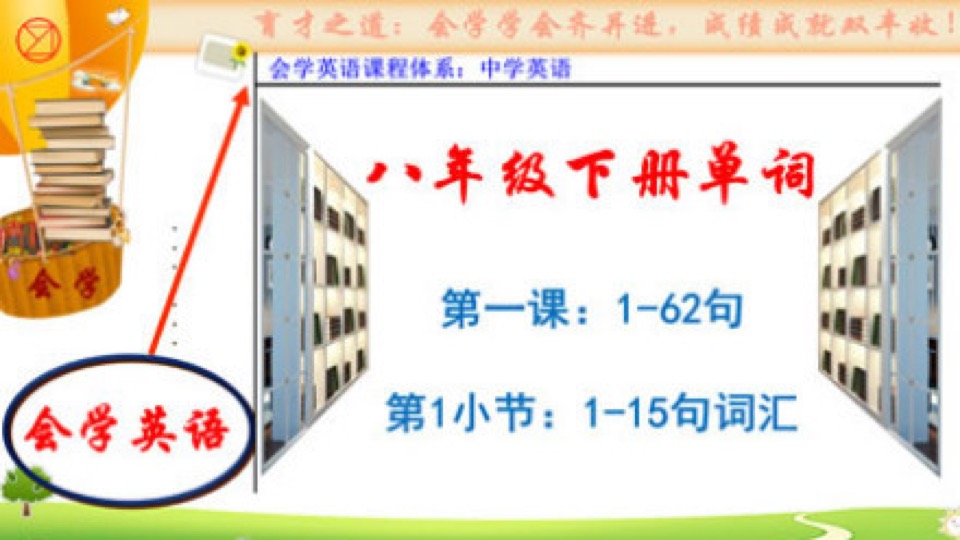 育才之道：会学学会齐并进，成绩成就双丰收！
会学英语课程体系：中学英语
八年级下册单词
第一课：1-62句
第1小节：1-15句词汇
会学
会学英语